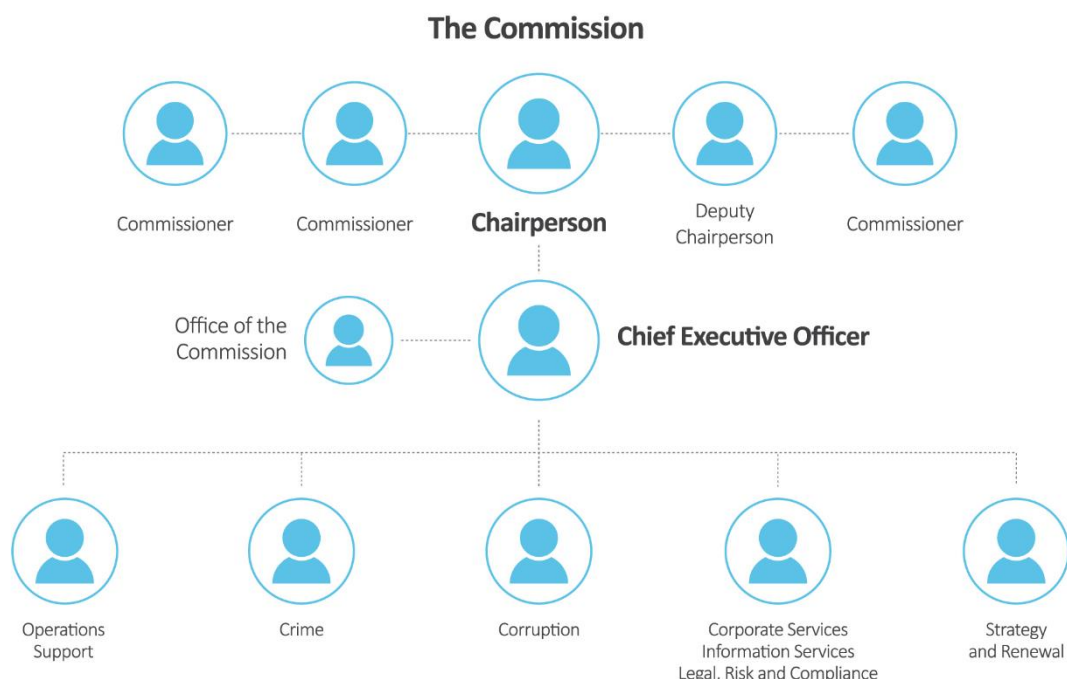 The Commission
Commissioner
Commissioner
Chairperson
Deputy
Chairperson
Commissioner
Office of the
Commission
Chief Executive Officer
Operations
Support
Crime
Corruption
Corporate Services
Information Services
Legal, Risk and Compliance
Strategy
and Renewal